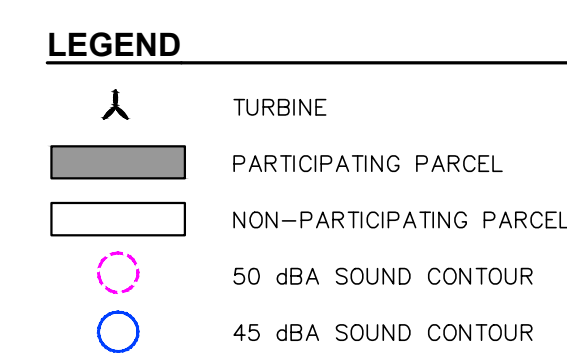 LEGEND
TURBINE
PARTICIPATING PARCEL
NON-PARTICIPATING PARCEL
50 dBA SOUND CONTOUR
45 dBA SOUND CONTOUR